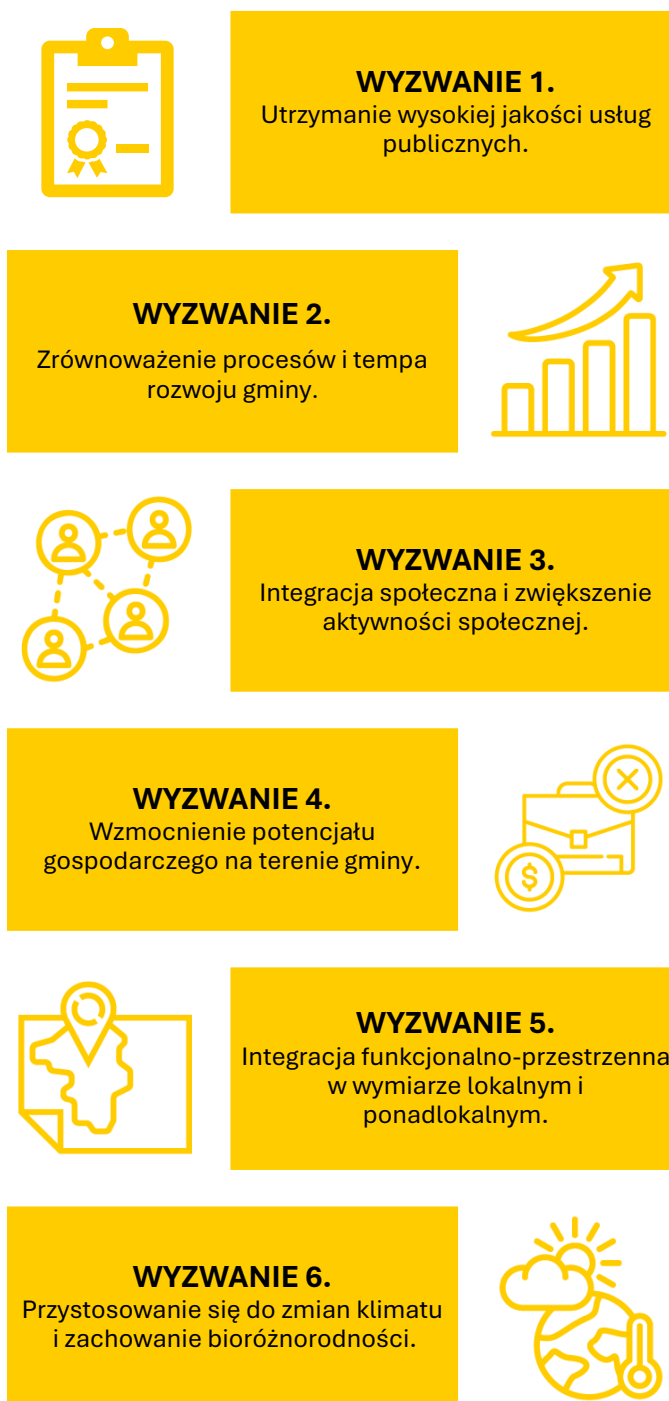 WYZWANIE 1.
Utrzymanie wysokiej jakości usług
publicznych.
WYZWANIE 2.
Zrównoważenie procesów i tempa
rozwoju gminy.
WYZWANIE 3.
Integracja społeczna i zwiększenie
aktywności społecznej.
WYZWANIE 4.
Wzmocnienie potencjału
gospodarczego na terenie gminy.
$
WYZWANIE 5.
Integracja funkcjonalno-przestrzenna
w wymiarze lokalnym i
ponadlokalnym.
WYZWANIE 6.
Przystosowanie się do zmian klimatu
i zachowanie bioróżnorodności.